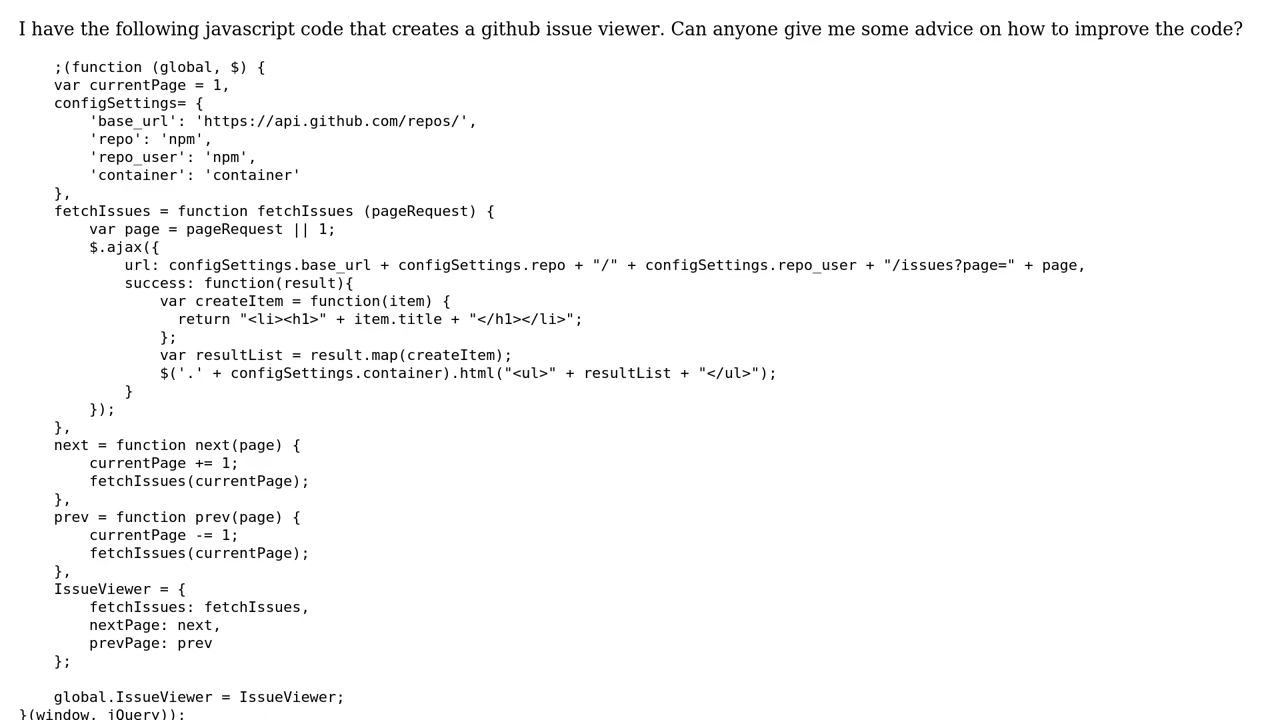 I have the following javascript code that creates a github issue viewer. Can anyone give me some advice on how to improve the code?
;(function (global, $) {
var currentPage = 1,
configSettings= {
'base_url': 'https://api.github.com/repos/',
'repo': 'npm',
'repo_user': 'npm',
'container': 'container'
},
fetchIssues = function fetchIssues (pageRequest) {
var page = pageRequest || 1;
$.ajax({
url: configSettings.base_url + configSettings.repo + "/" + configSettings.repo_user + "/issues?page=" + page,
success: function(result){
var createItem = function(item) {
return "<li><h1>" + item.title + "</h1></li>";
};
var resultList = result.map(createItem);
$('.' + configSettings.container).html("<ul>" + resultList + "</ul>");
}
});
},
next = function next(page) {
currentPage += 1;
fetchIssues(currentPage);
},
prev = function prev(page) {
currentPage -= 1;
fetchIssues(currentPage);
},
IssueViewer = {
fetchIssues: fetchIssues,
nextPage: next,
prevPage: prev
};
global.IssueViewer = IssueViewer;
}(window, jQuery));